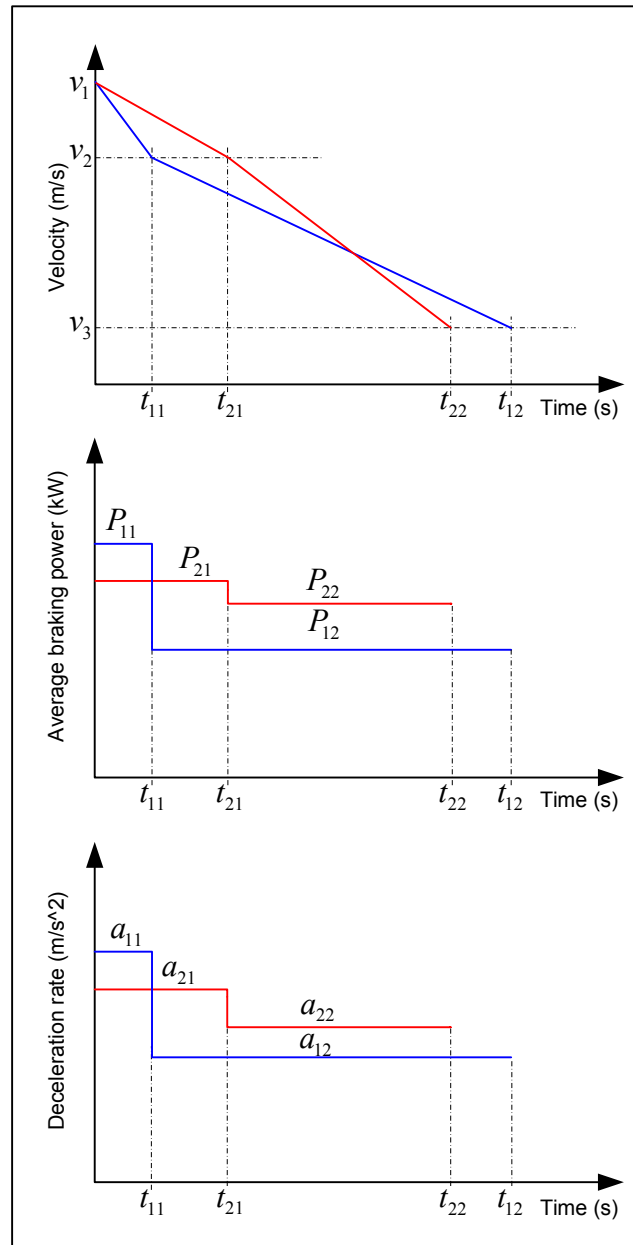 Velocity (m/s)
v₁
v₂
v₃
t₁₁ t₂₁ t₂₂ t₁₂ Time (s)
Average braking power (kW)
P₁₁
P₂₁
P₂₂
P₁₂
t₁₁ t₂₁ t₂₂ t₁₂ Time (s)
Deceleration rate (m/s^2)
a₁₁
a₂₁
a₂₂
a₁₂
t₁₁ t₂₁ t₂₂ t₁₂ Time (s)